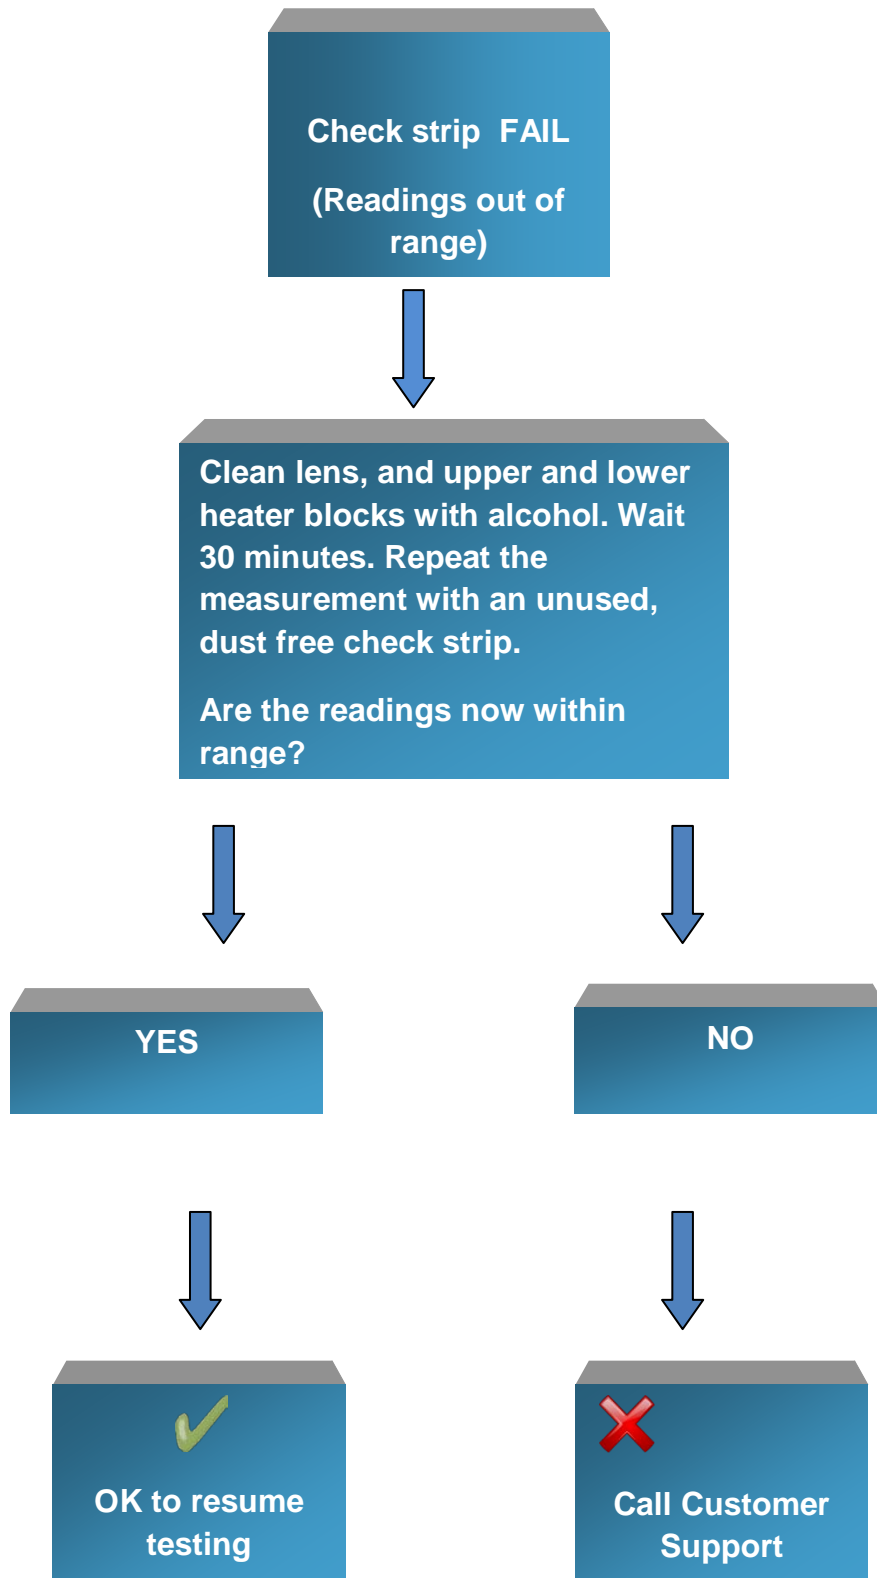 Check strip  FAIL
(Readings out of
range)
Clean lens, and upper and lower
heater blocks with alcohol. Wait
30 minutes. Repeat the
measurement with an unused,
dust free check strip.
Are the readings now within
range?
YES
NO
OK to resume
testing
Call Customer
Support